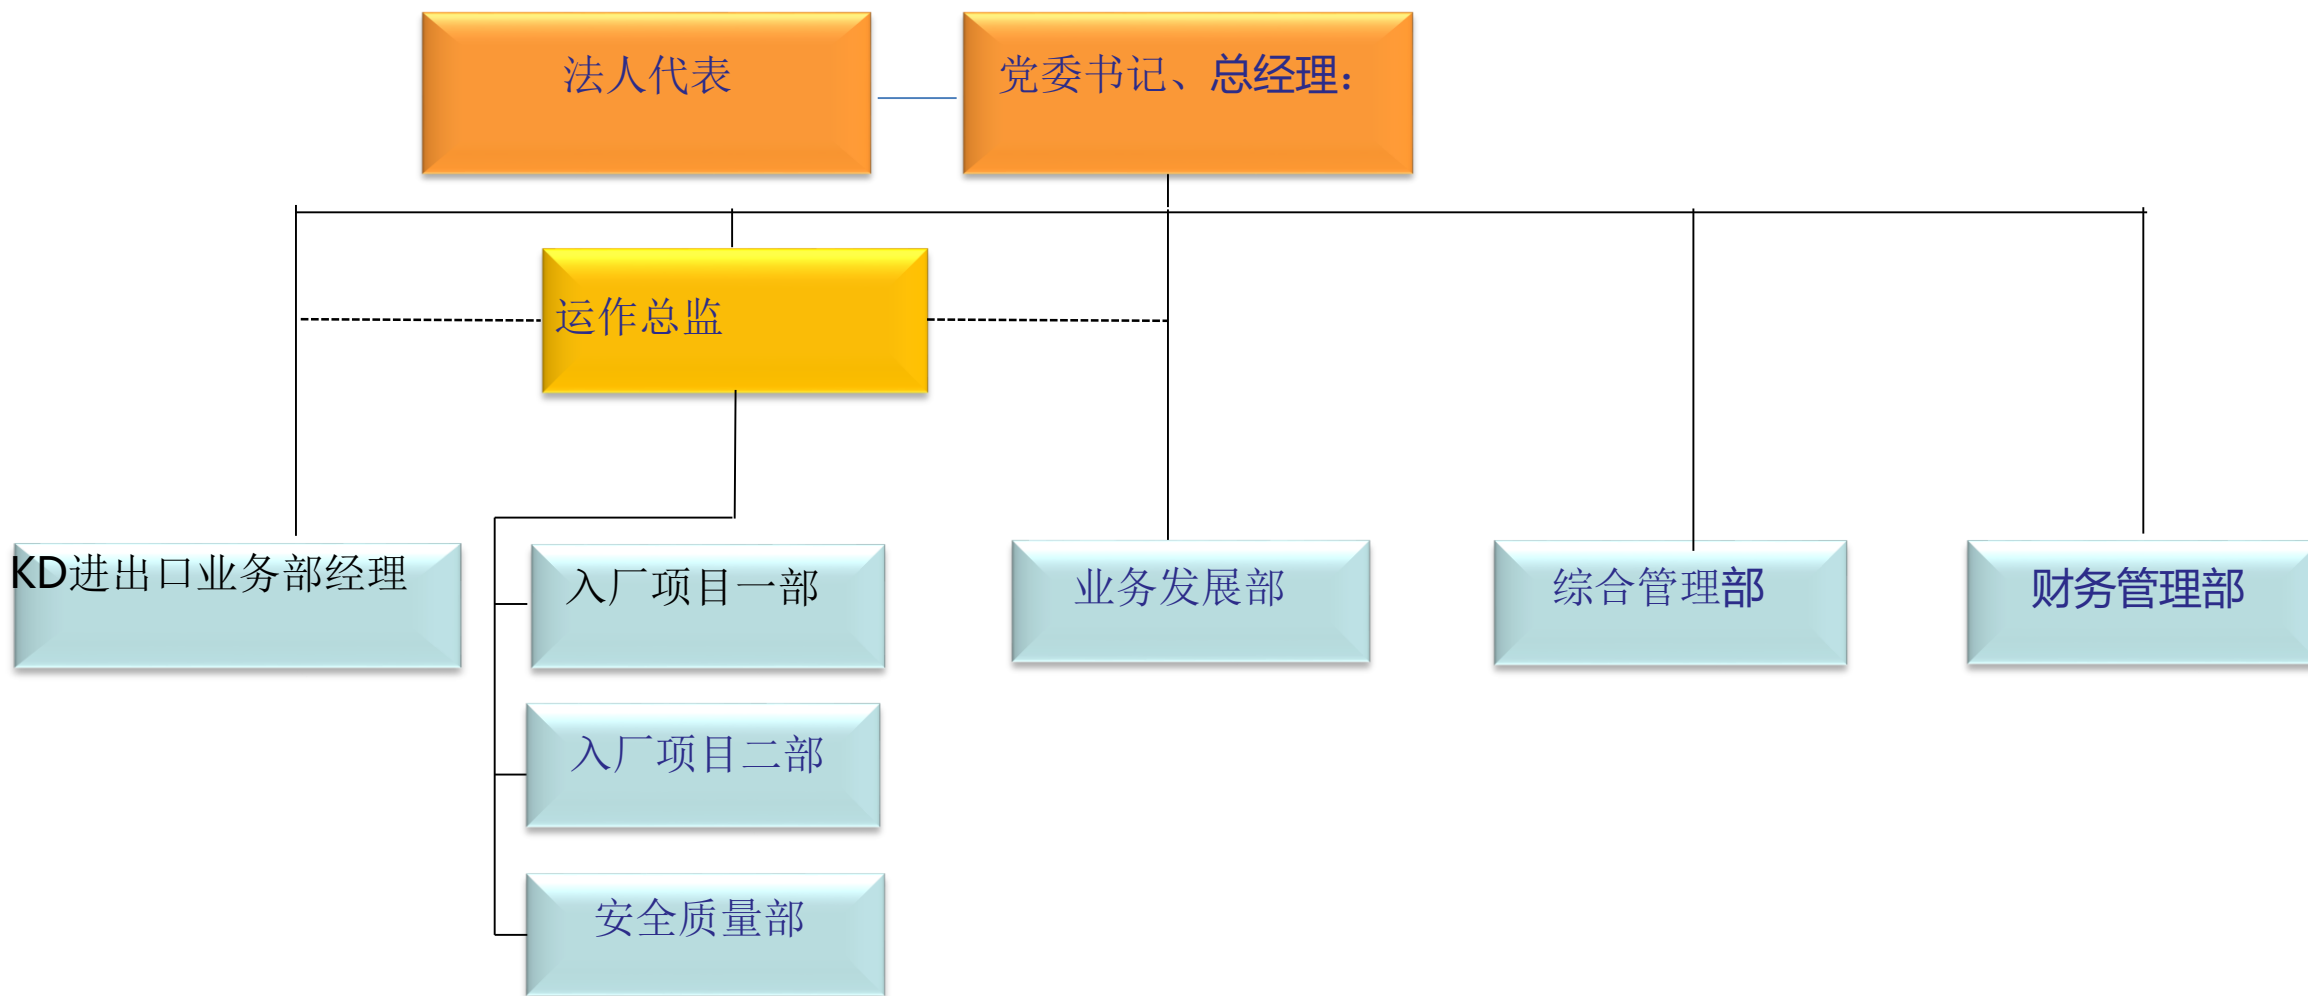 法人代表
党委书记、总经理：
运作总监
KD进出口业务部经理
入厂项目一部
业务发展部
综合管理部
财务管理部
入厂项目二部
安全质量部